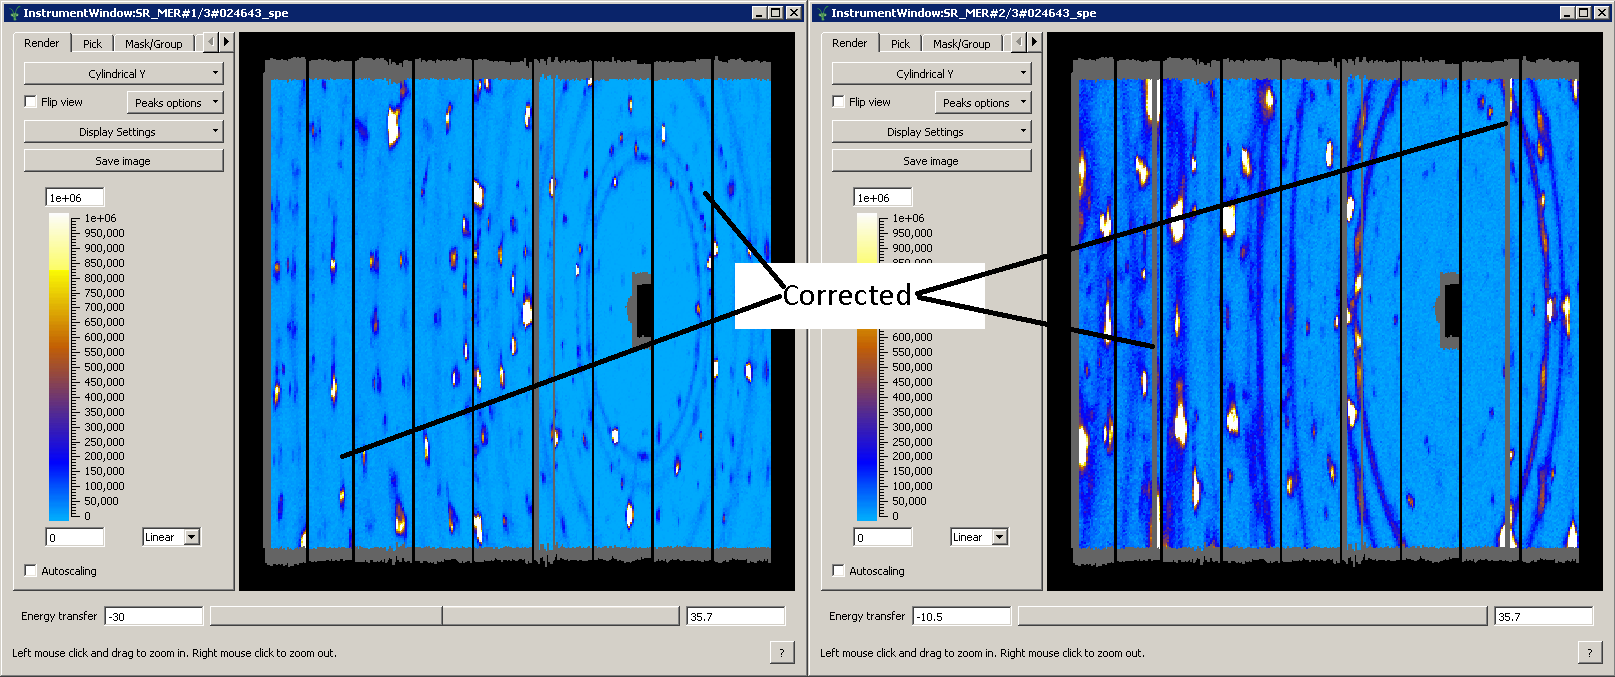 InstrumentWindow:SR_MER#1/3#024643_spe
Render Pick Mask/Group
Cylindrical Y
Flip view Peaks options
Display Settings
Save image
1e+06
1e+06
950,000
900,000
850,000
800,000
750,000
700,000
650,000
600,000
550,000
500,000
450,000
400,000
350,000
300,000
250,000
200,000
150,000
100,000
50,000
0
0 Linear
Autoscaling
Energy transfer -30 35.7
Left mouse click and drag to zoom in. Right mouse click to zoom out. ?
Corrected
InstrumentWindow:SR_MER#2/3#024643_spe
Render Pick Mask/Group
Cylindrical Y
Flip view Peaks options
Display Settings
Save image
1e+06
1e+06
950,000
900,000
850,000
600,000
550,000
500,000
450,000
400,000
350,000
300,000
250,000
200,000
150,000
100,000
50,000
0
0 Linear
Autoscaling
Energy transfer -10.5 35.7
Left mouse click and drag to zoom in. Right mouse click to zoom out. ?